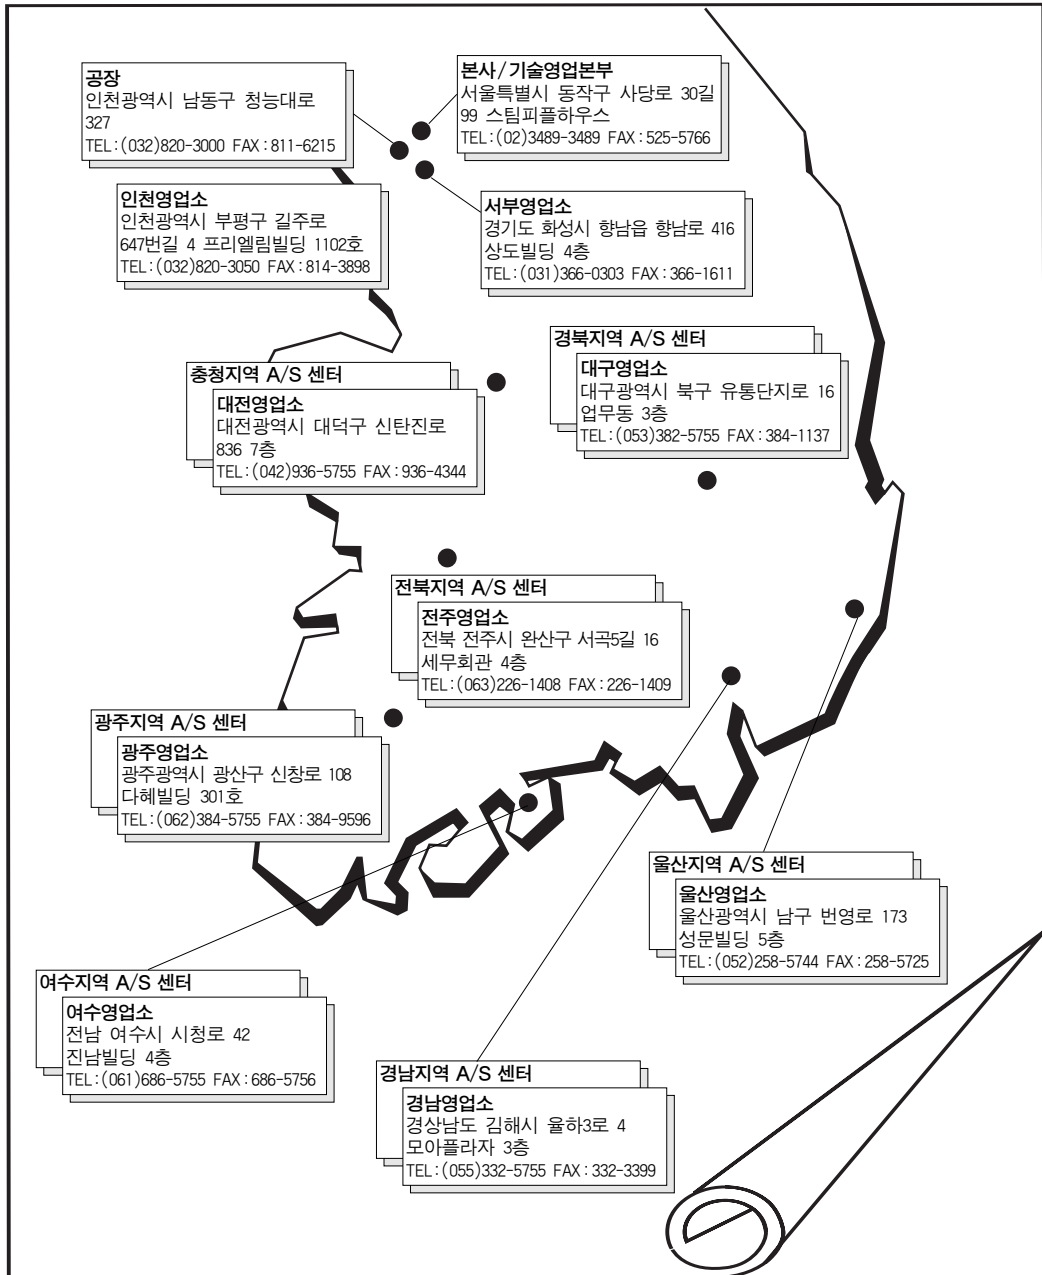 공장
인천광역시 남동구 청능대로
327
TEL:(032)820-3000 FAX:811-6215
본사/기술영업본부
서울특별시 동작구 사당로 30길
99 스팀피플하우스
TEL:(02)3489-3489 FAX:525-5766
인천영업소
인천광역시 부평구 길주로
647번길 4 프리엘림빌딩 1102호
TEL:(032)820-3050 FAX:814-3898
서부영업소
경기도 화성시 향남읍 향남로 416
상도빌딩 4층
TEL:(031)366-0303 FAX:366-1611
충청지역 A/S 센터
대전영업소
대전광역시 대덕구 신탄진로
836 7층
TEL:(042)936-5755 FAX:936-4344
경북지역 A/S 센터
대구영업소
대구광역시 북구 유통단지로 16
업무동 3층
TEL:(053)382-5755 FAX:384-1137
전북지역 A/S 센터
전주영업소
전북 전주시 완산구 서곡5길 16
세무회관 4층
TEL:(063)226-1408 FAX:226-1409
광주지역 A/S 센터
광주영업소
광주광역시 광산구 신창로 108
다혜빌딩 301호
TEL:(062)384-5755 FAX:384-9596
울산지역 A/S 센터
울산영업소
울산광역시 남구 번영로 173
성문빌딩 5층
TEL:(052)258-5744 FAX:258-5725
여수지역 A/S 센터
여수영업소
전남 여수시 시청로 42
진남빌딩 4층
TEL:(061)686-5755 FAX:686-5756
경남지역 A/S 센터
경남영업소
경상남도 김해시 율하3로 4
모아플라자 3층
TEL:(055)332-5755 FAX:332-3399